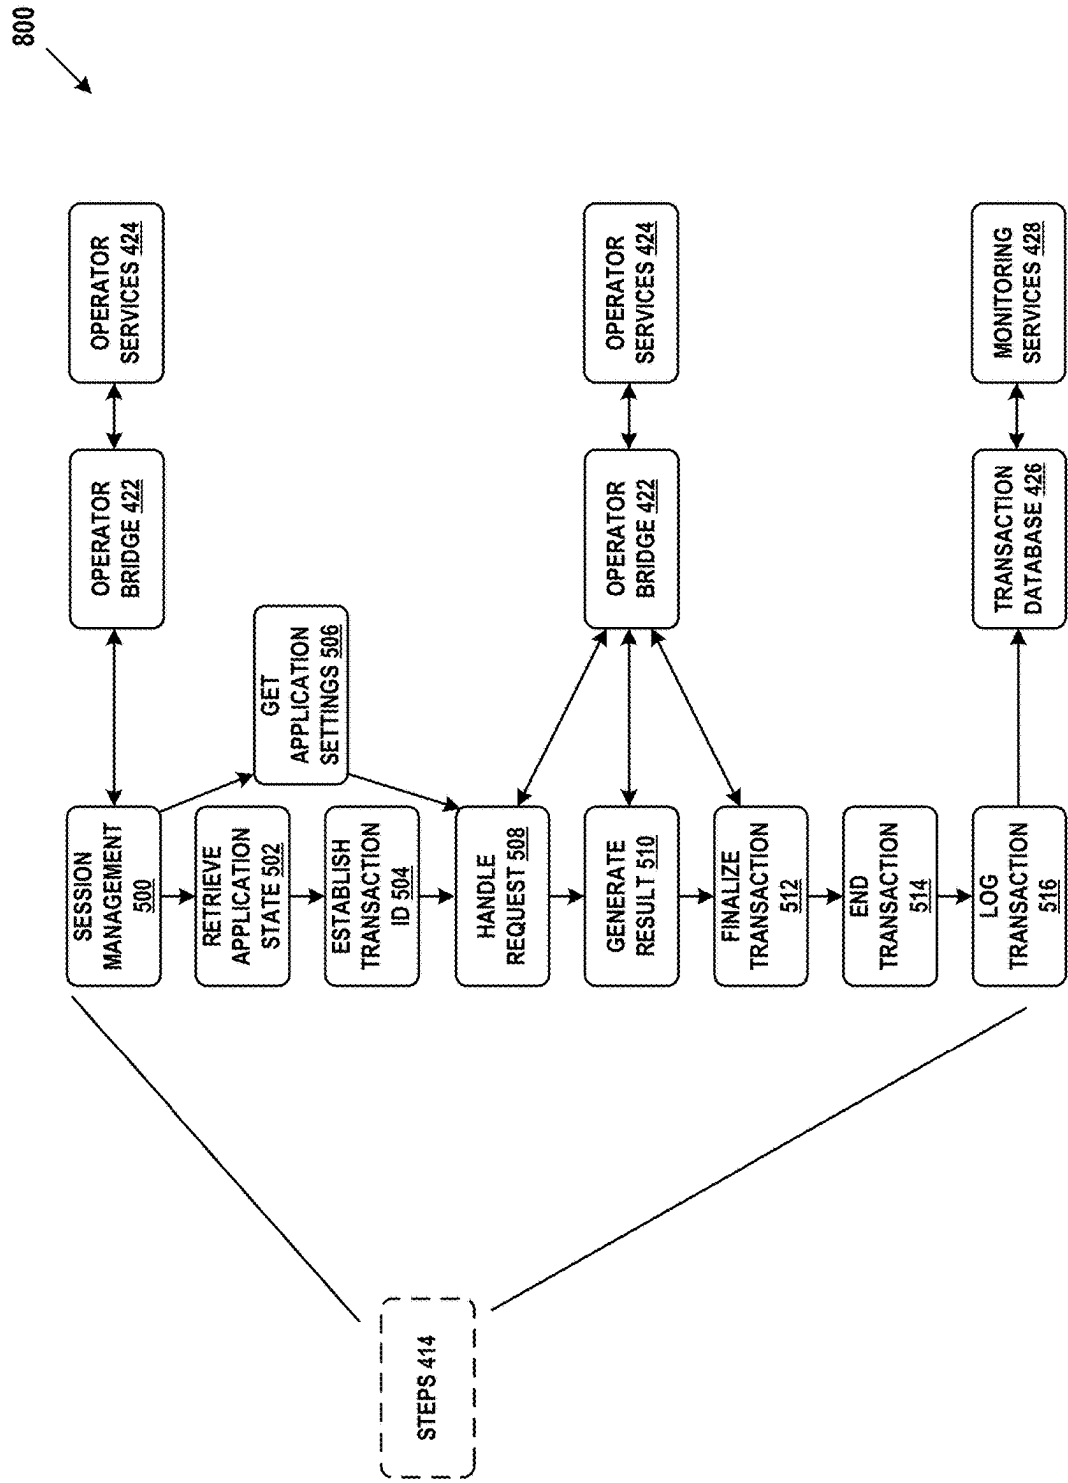 800
SESSION
MANAGEMENT
500
OPERATOR
BRIDGE 422
OPERATOR
SERVICES 424
RETRIEVE
APPLICATION
STATE 502
GET
APPLICATION
SETTINGS 506
ESTABLISH
TRANSACTION
ID 504
STEPS 414
HANDLE
REQUEST 508
GENERATE
RESULT 510
OPERATOR
BRIDGE 422
OPERATOR
SERVICES 424
FINALIZE
TRANSACTION
512
END
TRANSACTION
514
LOG
TRANSACTION
516
TRANSACTION
DATABASE 426
MONITORING
SERVICES 428